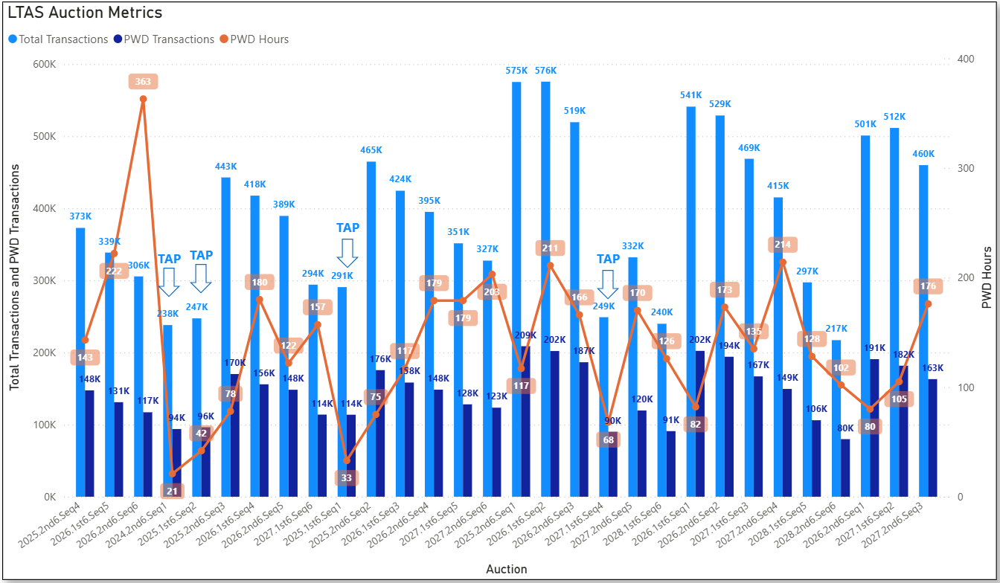 LTAS Auction Metrics
Total Transactions PWD Transactions PWD Hours
Total Transactions and PWD Transactions
600K
500K
400K
300K
200K
100K
0K
400
300
200
100
0
PWD Hours
373K 339K 306K 238K 247K 443K 418K 389K 294K 291K 465K 424K 395K 351K 327K 575K 576K 519K 249K 332K 240K 541K 529K 469K 415K 297K 217K 501K 512K 460K
TAP TAP TAP TAP
148K 131K 117K 94K 96K 170K 156K 148K 114K 114K 176K 158K 148K 128K 123K 209K 202K 187K 90K 120K 91K 202K 194K 167K 149K 106K 80K 191K 182K 163K
143 222 363 21 42 78 180 122 157 33 75 117 179 179 203 117 211 166 68 170 126 82 173 135 214 128 102 80 105 176
2025.2nd6.Seq4
2026.1st6.Seq5
2026.2nd6.Seq6
2024.2nd6.Seq1
2025.1st6.Seq2
2025.2nd6.Seq3
2026.1st6.Seq4
2026.2nd6.Seq5
2027.1st6.Seq6
2025.1st6.Seq1
2025.2nd6.Seq2
2026.1st6.Seq3
2026.2nd6.Seq4
2027.1st6.Seq5
2027.2nd6.Seq6
2025.2nd6.Seq1
2026.1st6.Seq2
2026.2nd6.Seq3
2027.1st6.Seq4
2027.2nd6.Seq5
2028.1st6.Seq6
2026.1st6.Seq1
2026.2nd6.Seq2
2027.1st6.Seq3
2027.2nd6.Seq4
2028.1st6.Seq5
2028.2nd6.Seq6
2026.2nd6.Seq1
2027.1st6.Seq2
2027.2nd6.Seq3
Auction